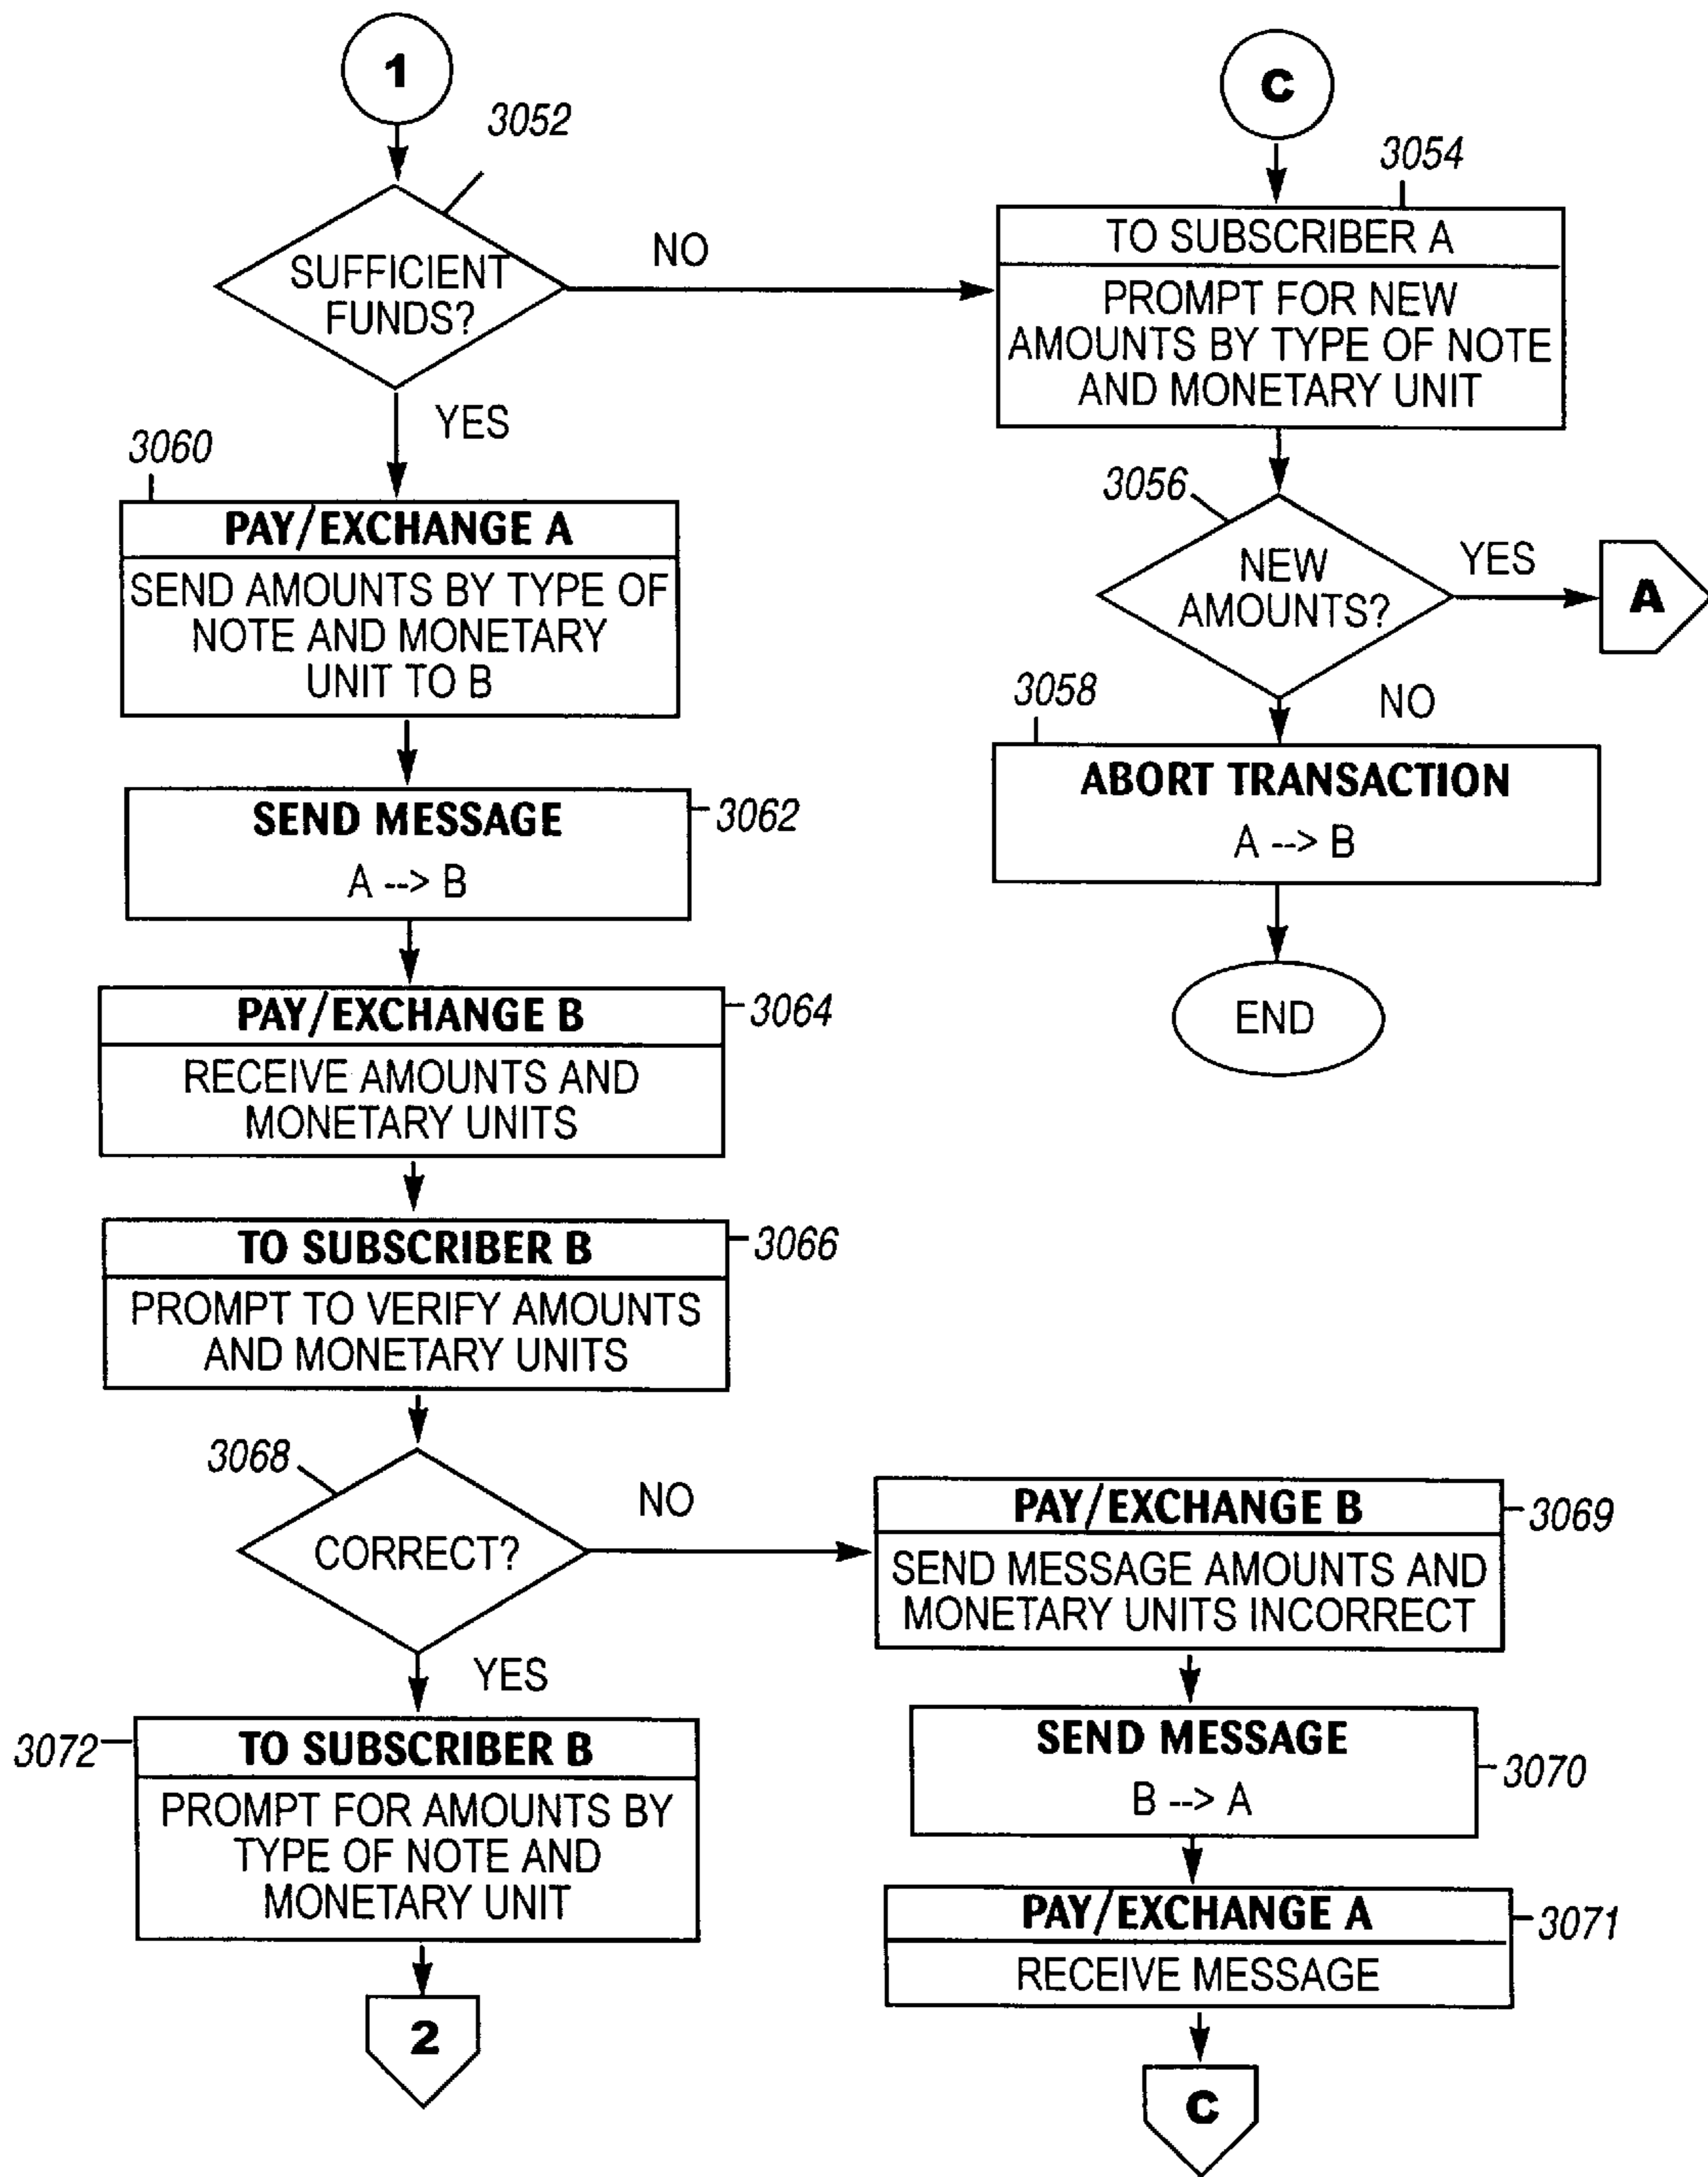 1
3052
SUFFICIENT
FUNDS?
NO
YES
3060
PAY/EXCHANGE A
SEND AMOUNTS BY TYPE OF
NOTE AND MONETARY
UNIT TO B
SEND MESSAGE
A --> B
3062
PAY/EXCHANGE B
3064
RECEIVE AMOUNTS AND
MONETARY UNITS
TO SUBSCRIBER B
3066
PROMPT TO VERIFY AMOUNTS
AND MONETARY UNITS
3068
CORRECT?
NO
YES
3072
TO SUBSCRIBER B
PROMPT FOR AMOUNTS BY
TYPE OF NOTE AND
MONETARY UNIT
2
C
3054
TO SUBSCRIBER A
PROMPT FOR NEW
AMOUNTS BY TYPE OF NOTE
AND MONETARY UNIT
3056
NEW
AMOUNTS?
YES
A
3058
NO
ABORT TRANSACTION
A --> B
END
PAY/EXCHANGE B
3069
SEND MESSAGE AMOUNTS AND
MONETARY UNITS INCORRECT
SEND MESSAGE
B --> A
3070
PAY/EXCHANGE A
3071
RECEIVE MESSAGE
C